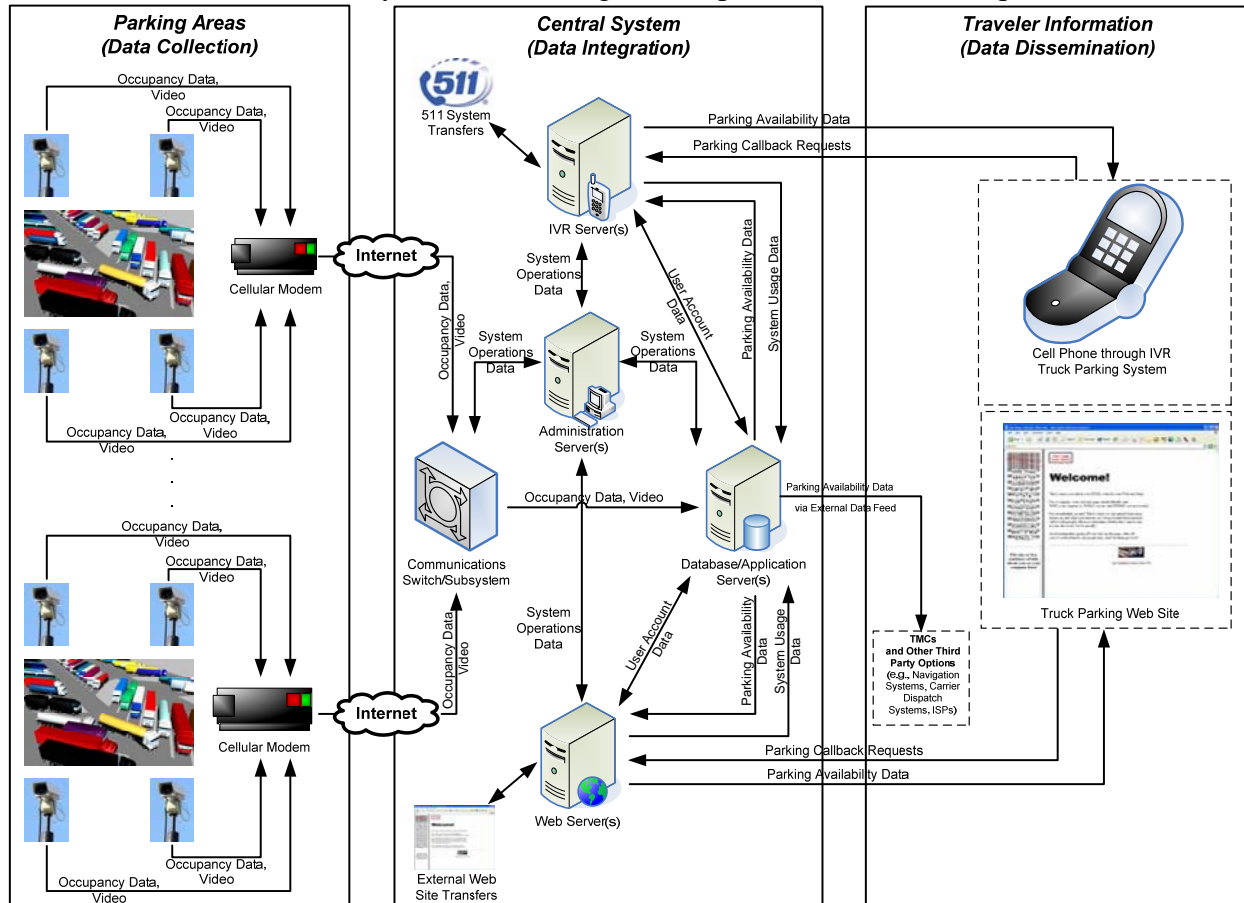 Parking Areas
(Data Collection)
Occupancy Data,
Video
Occupancy Data,
Video
Cellular Modem
Occupancy Data,
Video
Occupancy Data,
Video
.
.
.
Occupancy Data,
Video
Occupancy Data,
Video
Cellular Modem
Occupancy Data,
Video
Occupancy Data,
Video
Internet
Internet
Central System
(Data Integration)
511
511 System
Transfers
IVR Server(s)
System
Operations
Data
Occupancy Data,
Video
System
Operations
Data
System
Operations
Data
User Account
Data
Parking Availability Data
System Usage Data
Administration
Server(s)
Communications
Switch/Subsystem
Occupancy Data, Video
Database/Application
Server(s)
Occupancy Data
Video
System
Operations
Data
User Account
Data
Parking Availability
Data
System Usage
Data
Web Server(s)
Welcome!
External Web
Site Transfers
Traveler Information
(Data Dissemination)
Parking Availability Data
Parking Callback Requests
Cell Phone through IVR
Truck Parking System
Welcome!
Truck Parking Web Site
Parking Availability Data
via External Data Feed
TMCs
and Other Third
Party Options
(e.g., Navigation
Systems, Carrier
Dispatch
Systems, ISPs)
Parking Callback Requests
Parking Availability Data